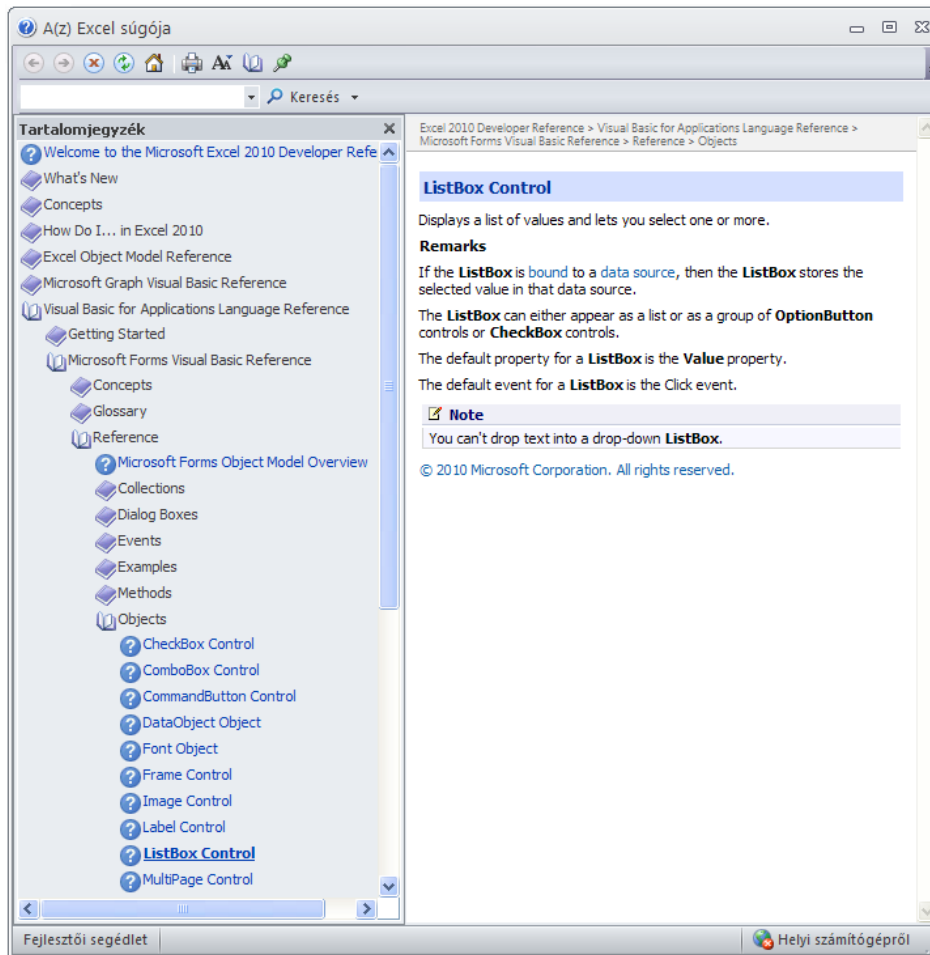 A(z) Excel súgója
Keresés
Tartalomjegyzék
Welcome to the Microsoft Excel 2010 Developer Refe
What's New
Concepts
How Do I... in Excel 2010
Excel Object Model Reference
Microsoft Graph Visual Basic Reference
Visual Basic for Applications Language Reference
Getting Started
Microsoft Forms Visual Basic Reference
Concepts
Glossary
Reference
Microsoft Forms Object Model Overview
Collections
Dialog Boxes
Events
Examples
Methods
Objects
CheckBox Control
ComboBox Control
CommandButton Control
DataObject Object
Font Object
Frame Control
Image Control
Label Control
ListBox Control
MultiPage Control
Excel 2010 Developer Reference > Visual Basic for Applications Language Reference >
Microsoft Forms Visual Basic Reference > Reference > Objects
ListBox Control
Displays a list of values and lets you select one or more.
Remarks
If the ListBox is bound to a data source, then the ListBox stores the
selected value in that data source.
The ListBox can either appear as a list or as a group of OptionButton
controls or CheckBox controls.
The default property for a ListBox is the Value property.
The default event for a ListBox is the Click event.
Note
You can't drop text into a drop-down ListBox.
© 2010 Microsoft Corporation. All rights reserved.
Fejlesztői segédlet
Helyi számítógépről